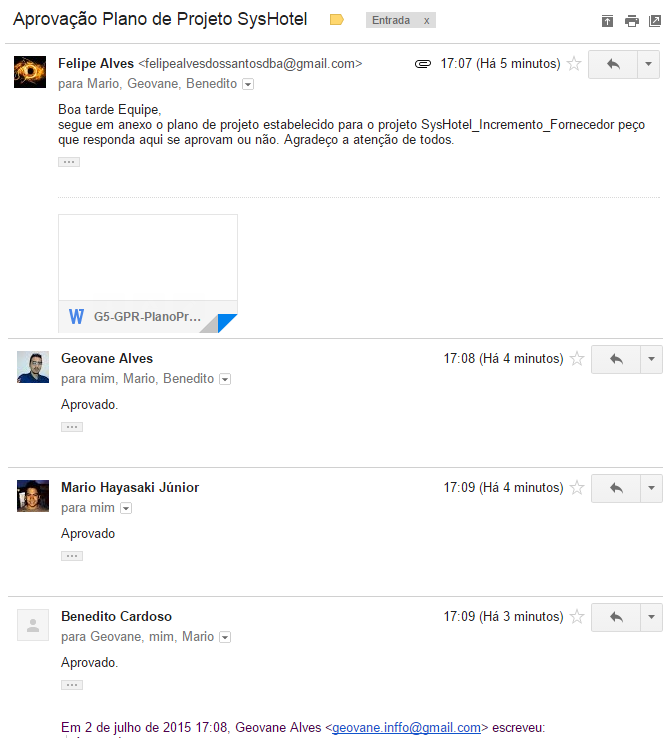 Aprovação Plano de Projeto SysHotel Entrada x
Felipe Alves <felipealvesdossantosdba@gmail.com> 17:07 (Há 5 minutos)
para Mario, Geovane, Benedito
Boa tarde Equipe,
segue em anexo o plano de projeto estabelecido para o projeto SysHotel_Incremento_Fornecedor peço
que responda aqui se aprovam ou não. Agradeço a atenção de todos.
W G5-GPR-PlanoPr...
Geovane Alves 17:08 (Há 4 minutos)
para mim, Mario, Benedito
Aprovado.
Mario Hayasaki Júnior 17:09 (Há 4 minutos)
para mim
Aprovado
Benedito Cardoso 17:09 (Há 3 minutos)
para Geovane, mim, Mario
Aprovado.
Em 2 de julho de 2015 17:08, Geovane Alves <geovane.inffo@gmail.com> escreveu: